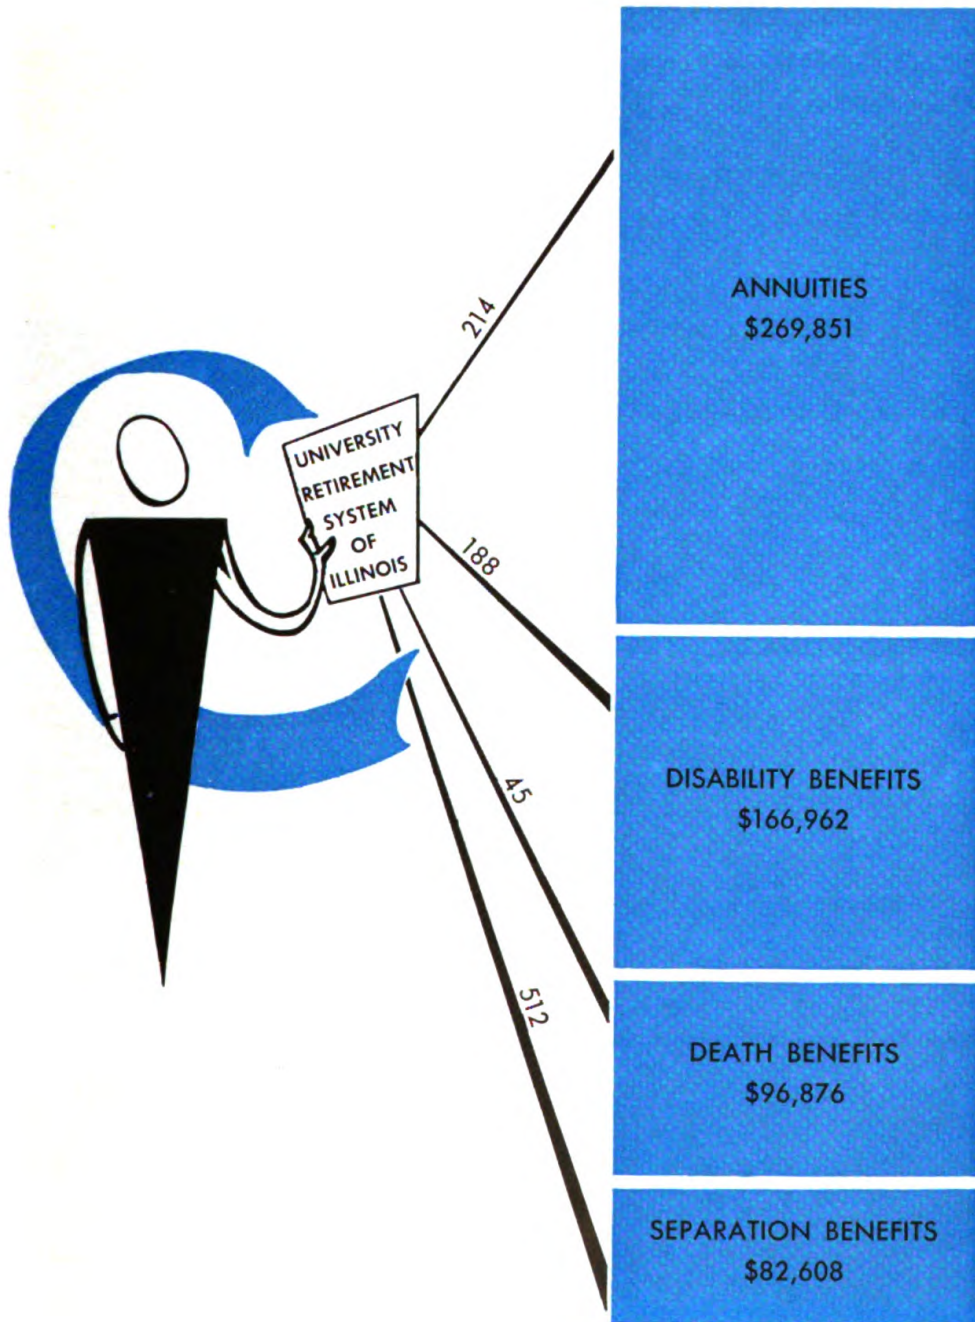 UNIVERSITY
RETIREMENT
SYSTEM
OF
ILLINOIS
214
188
45
512
ANNUITIES
$269,851
DISABILITY BENEFITS
$166,962
DEATH BENEFITS
$96,876
SEPARATION BENEFITS
$82,608